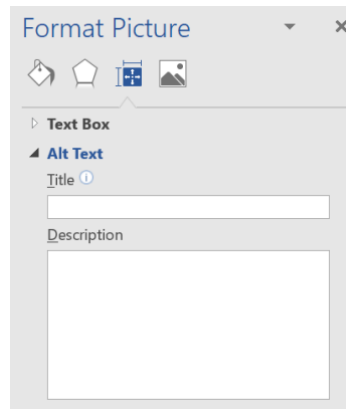 Format Picture
Text Box
Alt Text
Title
Description